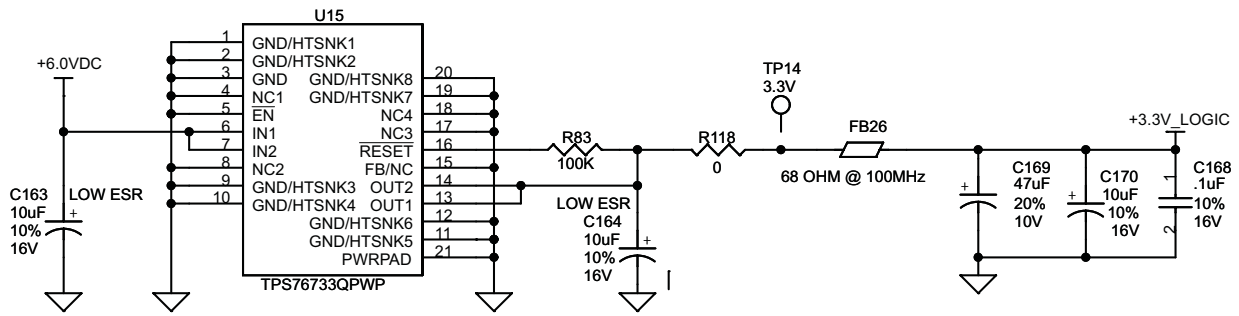 U15
+6.0VDC
1 GND/HTSNK1
2 GND/HTSNK2
3 GND
4 NC1
5 EN
6 IN1
7 IN2
8 NC2
9 GND/HTSNK3
10 GND/HTSNK4
GND/HTSNK8 20
GND/HTSNK7 19
NC4 18
NC3 17
RESET 16
FB/NC 15
OUT2 14
OUT1 13
GND/HTSNK6 12
GND/HTSNK5 11
PWRPAD 21
TPS76733QPWP
C163 LOW ESR
10uF
10%
16V
+
R83
100K
LOW ESR
C164
10uF
10%
16V
+
R118
0
TP14
3.3V
FB26
68 OHM @ 100MHz
+3.3V_LOGIC
C169
47uF
20%
10V
+
C170
10uF
10%
16V
+
C168
.1uF
10%
16V
1
2